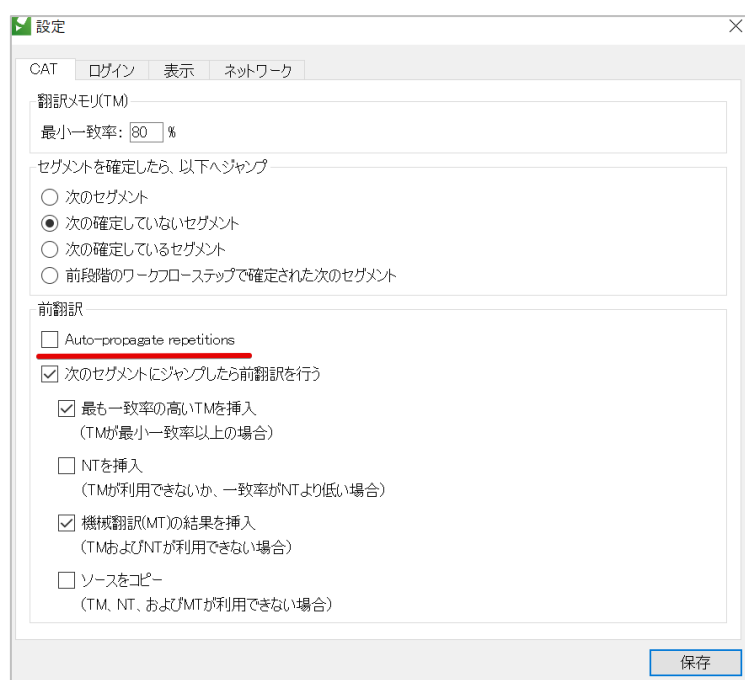 設定
CAT ログイン 表示 ネットワーク
翻訳メモリ(TM)
最小一致率: 80 %
セグメントを確定したら、以下へジャンプ
次のセグメント
次の確定していないセグメント
次の確定しているセグメント
前段階のワークフローステップで確定された次のセグメント
前翻訳
Auto-propagate repetitions
次のセグメントにジャンプしたら前翻訳を行う
最も一致率の高いTMを挿入
(TMが最小一致率以上の場合)
NTを挿入
(TMが利用できないか、一致率がNTより低い場合)
機械翻訳(MT)の結果を挿入
(TMおよびNTが利用できない場合)
ソースをコピー
(TM、NT、およびMTが利用できない場合)
保存